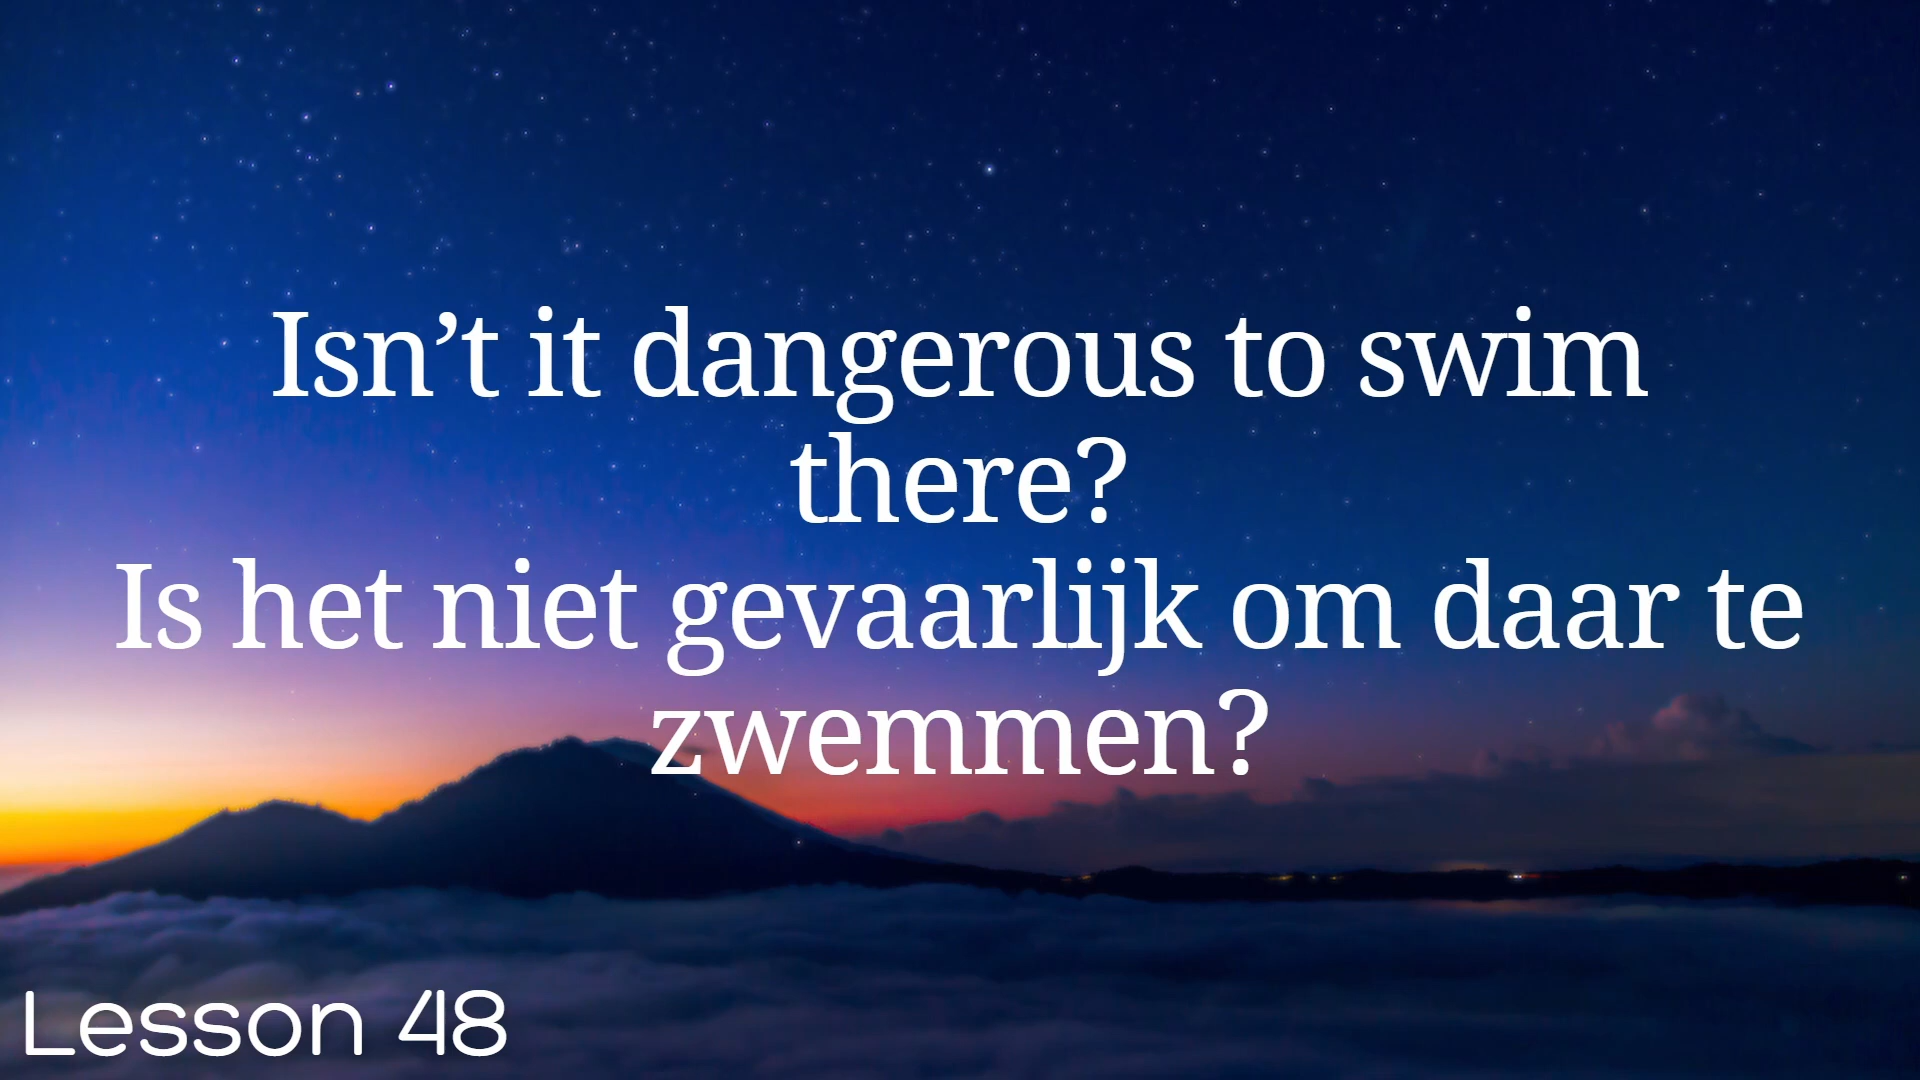 Isn’t it dangerous to swim
there?
Is het niet gevaarlijk om daar te
zwemmen?
Lesson 48